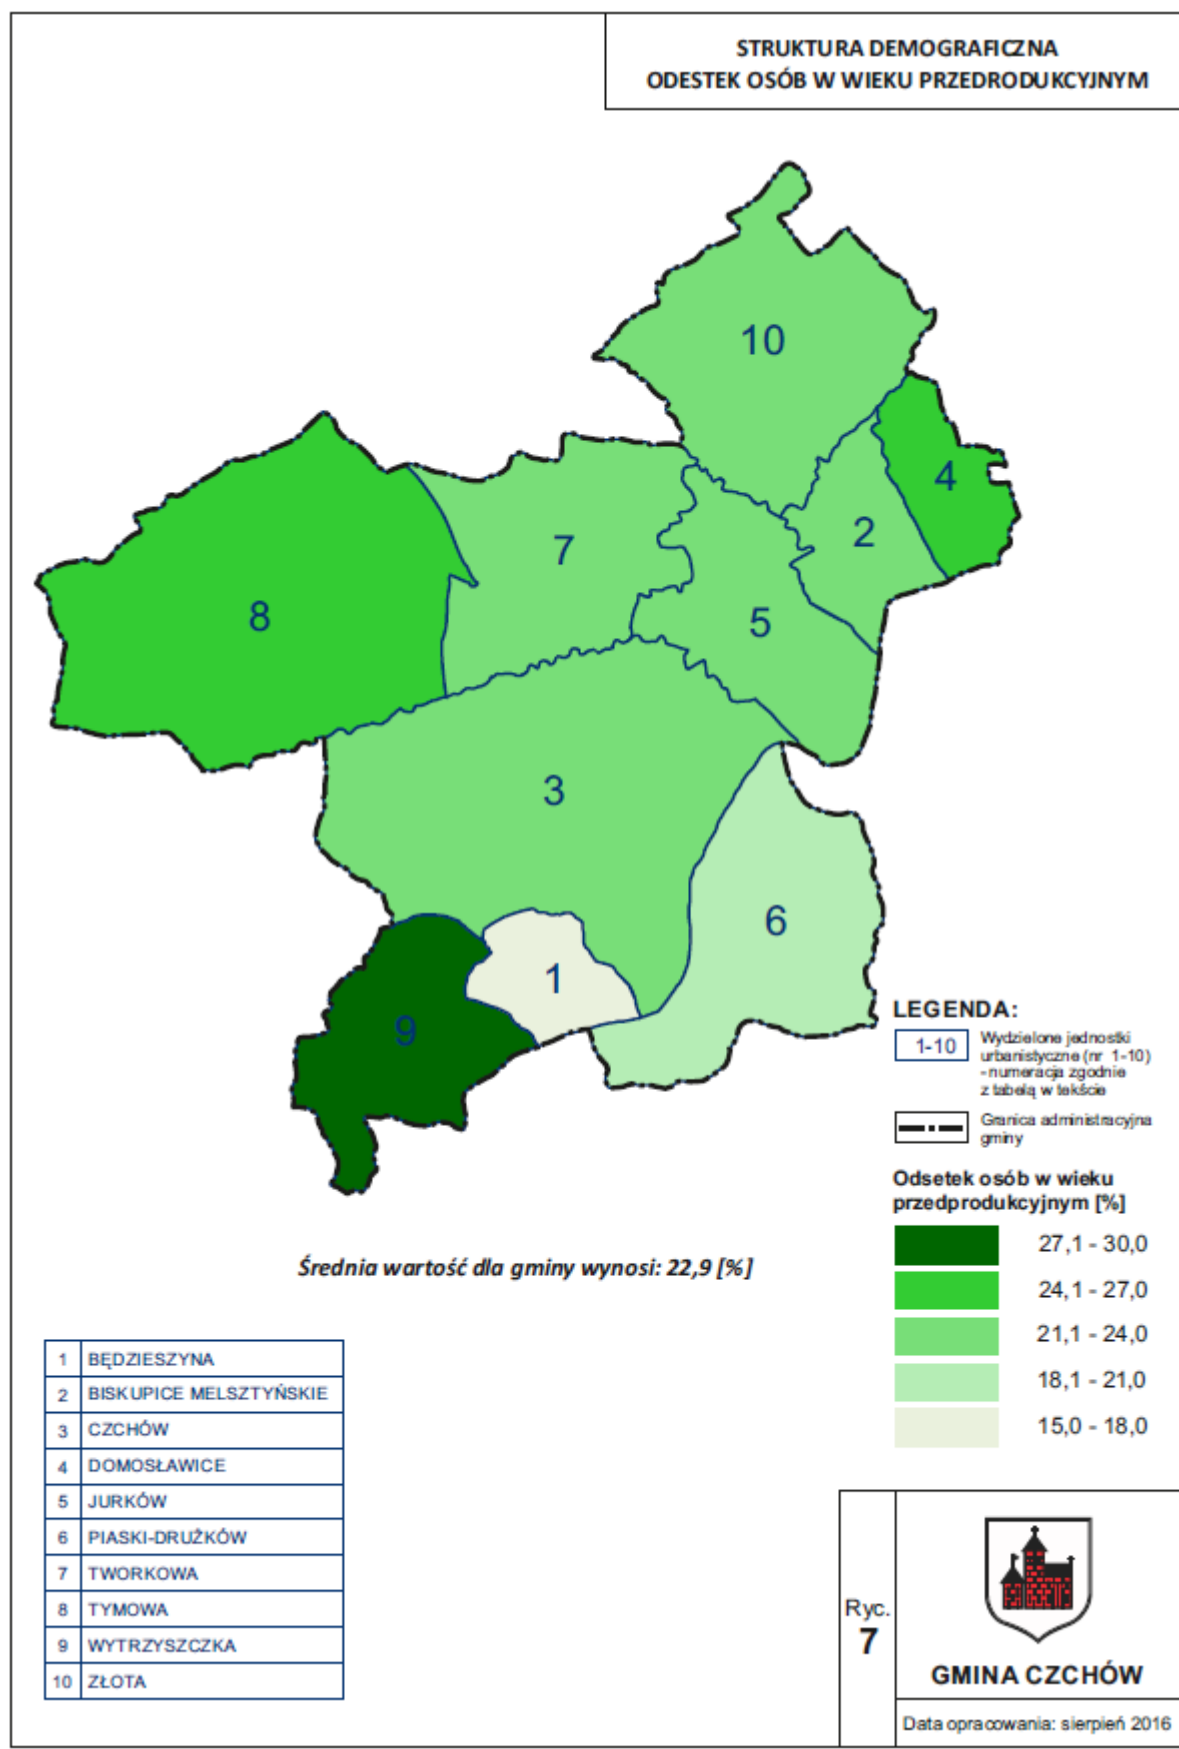 STRUKTURA DEMOGRAFICZNA
ODESTEK OSÓB W WIEKU PRZEDRODUKCYJNYM
10
4
2
7
8
5
3
6
1
9
LEGENDA:
1-10
Wydzielone jednostki
urbanistyczne (nr 1-10)
-numeracja zgodnie
z tabelą w tekście
Granica administracyjna
gminy
Odsetek osób w wieku
przedprodukcyjnym [%]
27,1 - 30,0
24,1 - 27,0
21,1 - 24,0
18,1 - 21,0
15,0 - 18,0
Średnia wartość dla gminy wynosi: 22,9 [%]
1 BĘDZIESZYNA
2 BISKUPICE MELSZTYŃSKIE
3 CZCHÓW
4 DOMOSŁAWICE
5 JURKÓW
6 PIASKI-DRUŻKÓW
7 TWORKOWA
8 TYMOWA
9 WYTRZYSZCZKA
10 ZŁOTA
Ryc.
7
GMINA CZCHÓW
Data opracowania: sierpień 2016